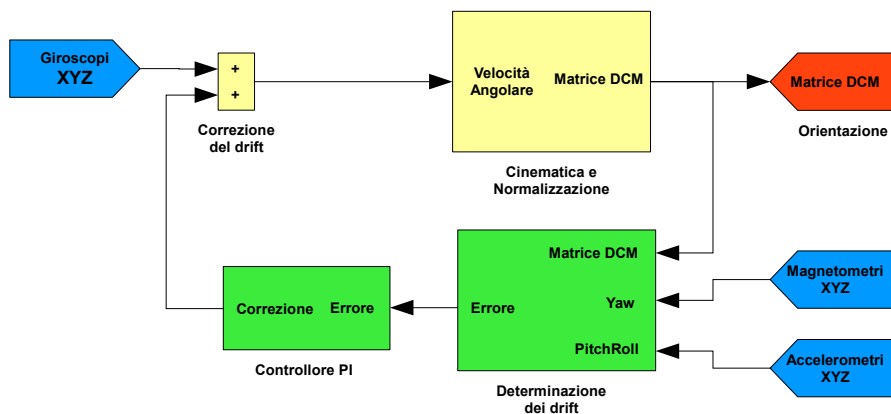 Giroscopi
XYZ
+
+
Correzione
del drift
Velocità
Angolare
Matrice DCM
Cinematica e
Normalizzazione
Matrice DCM
Orientazione
Matrice DCM
Yaw
PitchRoll
Errore
Determinazione
dei drift
Correzione
Errore
Controllore PI
Magnetometri
XYZ
Accelerometri
XYZ